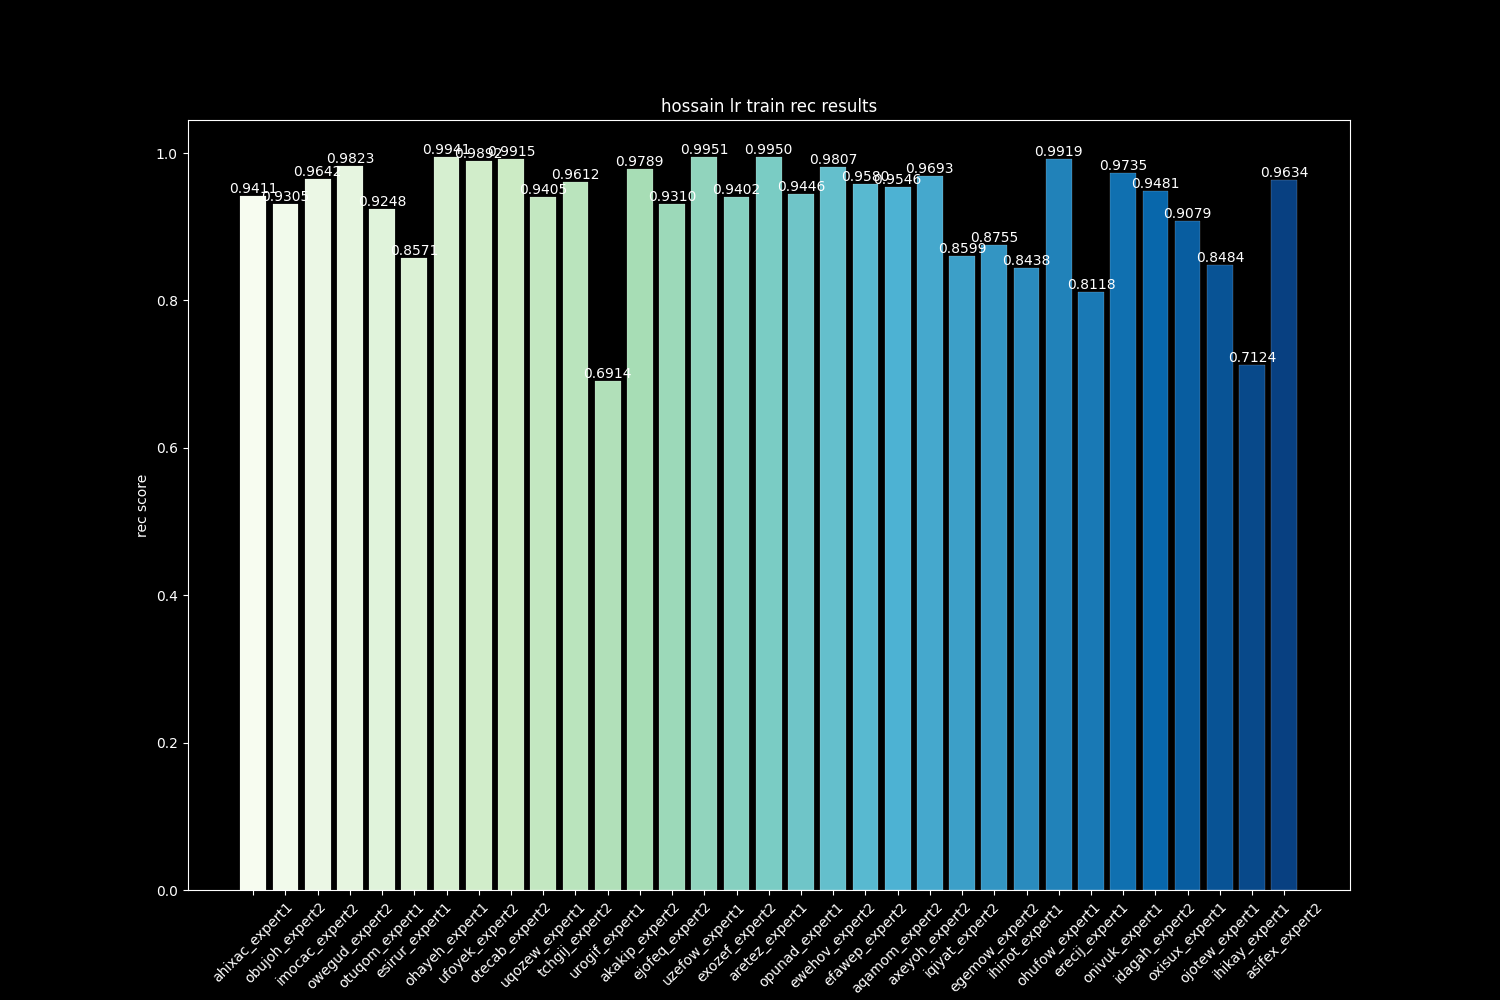 hossain lr train rec results
rec score
1.0
0.8
0.6
0.4
0.2
0.0
0.9411
0.9305
0.9642
0.9823
0.9248
0.8571
0.9941
0.9892
0.9915
0.9405
0.9612
0.6914
0.9789
0.9310
0.9951
0.9402
0.9950
0.9446
0.9807
0.9580
0.9546
0.9693
0.8599
0.8755
0.8438
0.9919
0.8118
0.9735
0.9481
0.9079
0.8484
0.7124
0.9634
ahixac_expert1
obujoh_expert2
imocac_expert2
owegud_expert2
otuqom_expert1
esirur_expert1
ohayeh_expert1
ufoyek_expert2
otecab_expert2
uqozew_expert1
tchgij_expert2
urogif_expert1
akakip_expert2
ejofeq_expert2
uzefow_expert1
exozef_expert2
aretez_expert1
opunad_expert1
ewehov_expert2
efawep_expert2
aqamom_expert2
axeyoh_expert2
iqiyat_expert2
egemow_expert2
ihinot_expert1
ohufow_expert1
erecij_expert1
onivuk_expert1
idagah_expert2
oxisux_expert1
ojotew_expert1
ihikay_expert1
asifex_expert2